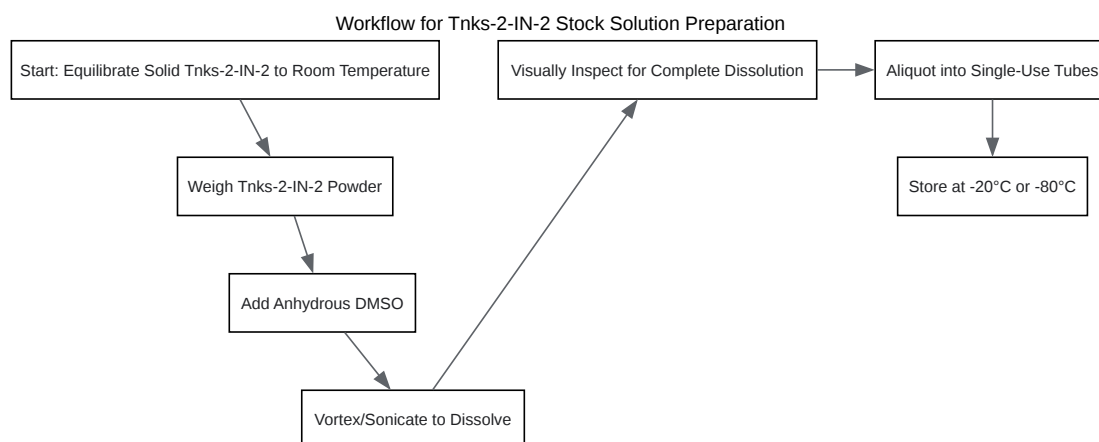 Workflow for Tnks-2-IN-2 Stock Solution Preparation
Start: Equilibrate Solid Tnks-2-IN-2 to Room Temperature
Weigh Tnks-2-IN-2 Powder
Add Anhydrous DMSO
Vortex/Sonicate to Dissolve
Visually Inspect for Complete Dissolution
Aliquot into Single-Use Tubes
Store at -20°C or -80°C